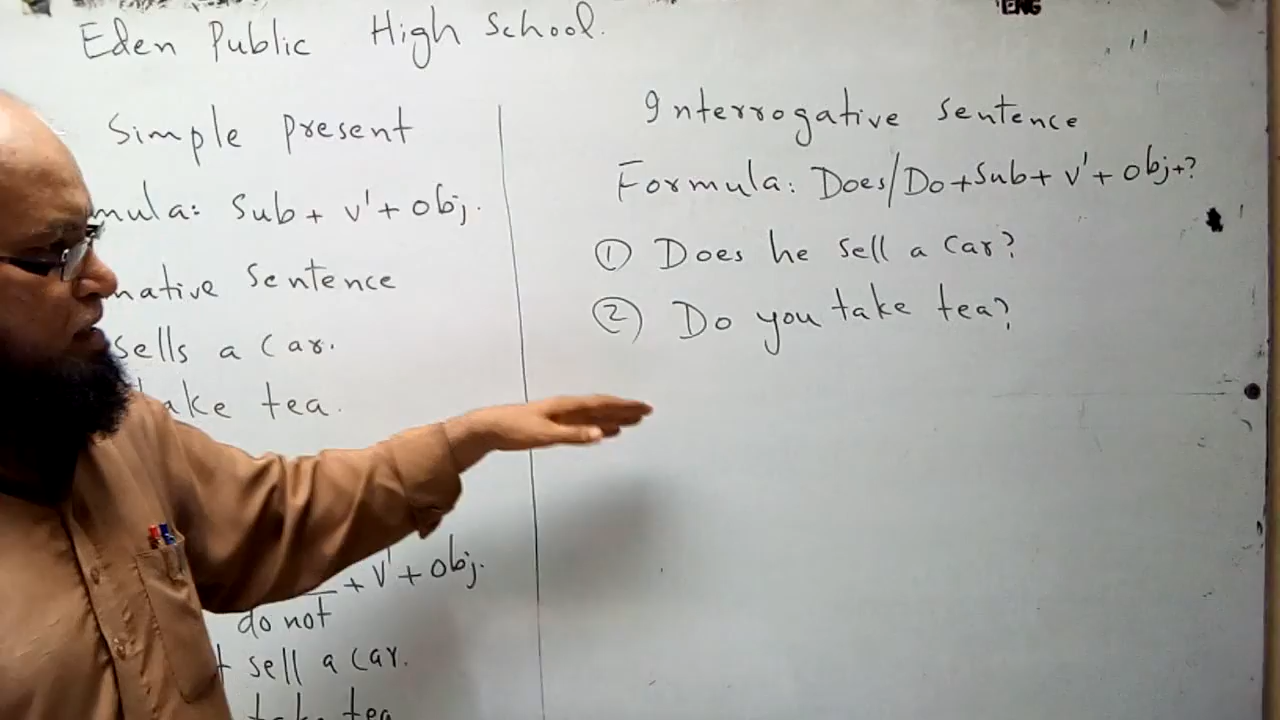 Eden Public High School.
ENG
Simple present
mula: Sub + v' + obj.
mative Sentence
sells a car.
ake tea.
+ v' + obj.
do not
t sell a car.
take tea
Interrogative sentence
Formula: Does/Do+Sub+ v'+ obj+?
① Does he sell a car?
② Do you take tea?